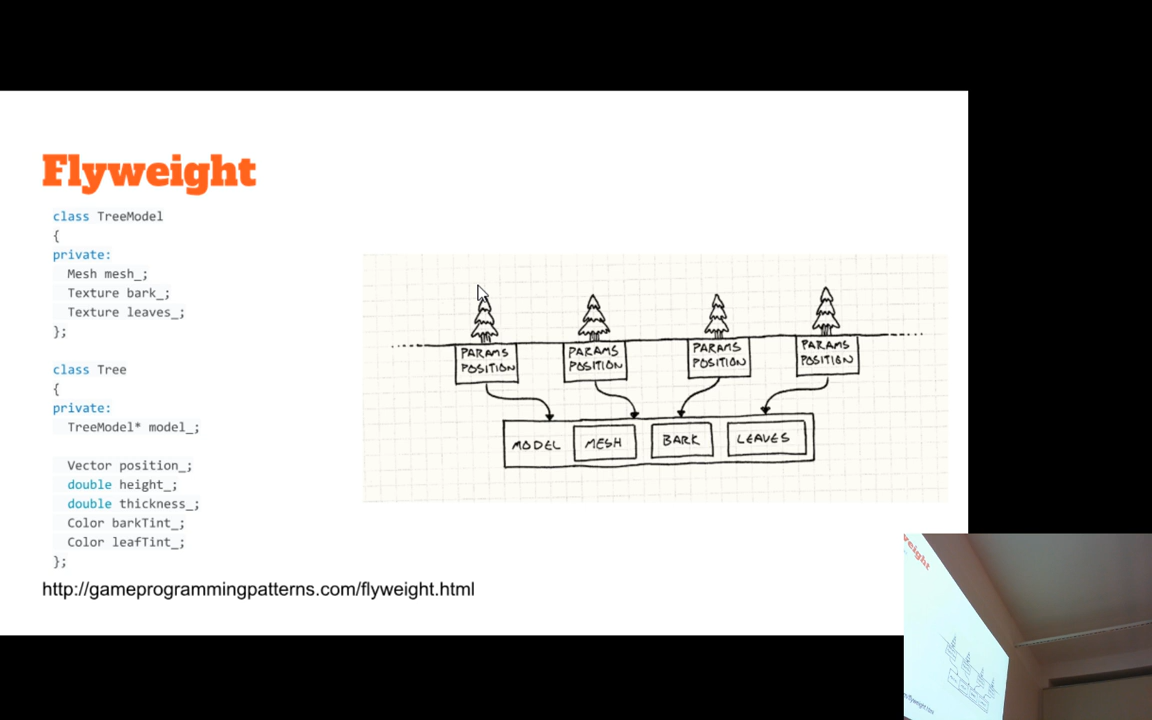 Flyweight
class TreeModel
{
private:
Mesh mesh_;
Texture bark_;
Texture leaves_;
};
class Tree
{
private:
TreeModel* model_;
Vector position_;
double height_;
double thickness_;
Color barkTint_;
Color leafTint_;
};
http://gameprogrammingpatterns.com/flyweight.html
PARAMS
POSITION
PARAMS
POSITION
PARAMS
POSITION
PARAMS
POSITION
MODEL
MESH
BARK
LEAVES